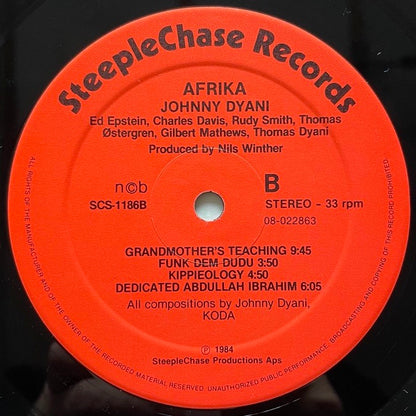 SteepleChase Records
AFRIKA
JOHNNY DYANI
Ed Epstein, Charles Davis, Rudy Smith, Thomas
Østergren, Gilbert Mathews, Thomas Dyani
Produced by Nils Winther
n©b
B
SCS-1186B
STEREO - 33 rpm
08-022863
GRANDMOTHER'S TEACHING 9:45
FUNK DEM DUDU 3:50
KIPPIEOLOGY 4:50
DEDICATED ABDULLAH IBRAHIM 6:05
All compositions by Johnny Dyani,
KODA
℗ 1984
SteepleChase Productions Aps
ALL RIGHTS OF THE MANUFACTURER AND OF THE OWNER OF THE RECORDED MATERIAL RESERVED. UNAUTHORIZED PUBLIC PERFORMANCE, BROADCASTING AND COPYING OF THIS RECORD PROHIBITED.